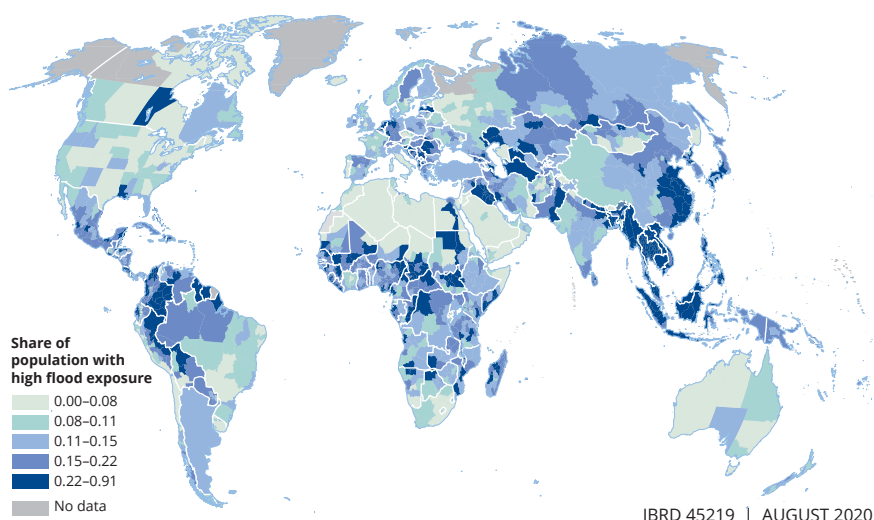 Share of
population with
high flood exposure
0.00–0.08
0.08–0.11
0.11–0.15
0.15–0.22
0.22–0.91
No data
IBRD 45219 | AUGUST 2020